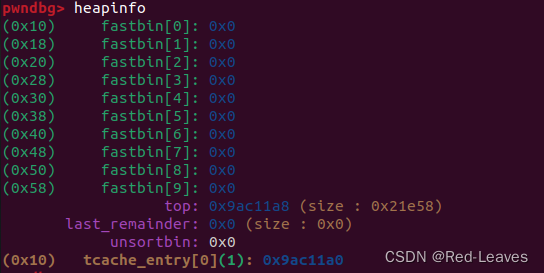 pwndbg> heapinfo
(0x10)     fastbin[0]: 0x0
(0x18)     fastbin[1]: 0x0
(0x20)     fastbin[2]: 0x0
(0x28)     fastbin[3]: 0x0
(0x30)     fastbin[4]: 0x0
(0x38)     fastbin[5]: 0x0
(0x40)     fastbin[6]: 0x0
(0x48)     fastbin[7]: 0x0
(0x50)     fastbin[8]: 0x0
(0x58)     fastbin[9]: 0x0
top: 0x9ac11a8 (size : 0x21e58)
last_remainder: 0x0 (size : 0x0)
unsortbin: 0x0
(0x10)   tcache_entry[0](1): 0x9ac11a0
CSDN @Red-Leaves